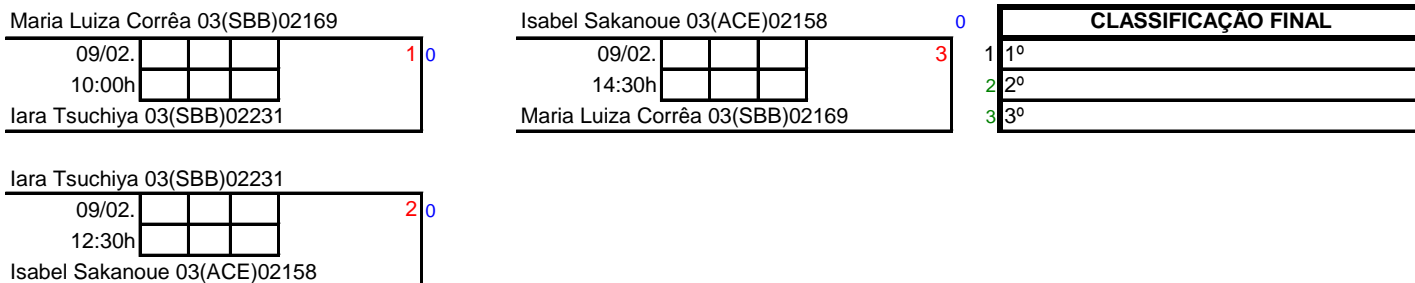 Maria Luiza Corrêa 03(SBB)02169
09/02. 1 0
10:00h
Iara Tsuchiya 03(SBB)02231
Isabel Sakanoue 03(ACE)02158 0
09/02. 3
14:30h
Maria Luiza Corrêa 03(SBB)02169
CLASSIFICAÇÃO FINAL
1 1º
2 2º
3 3º
Iara Tsuchiya 03(SBB)02231
09/02. 2 0
12:30h
Isabel Sakanoue 03(ACE)02158